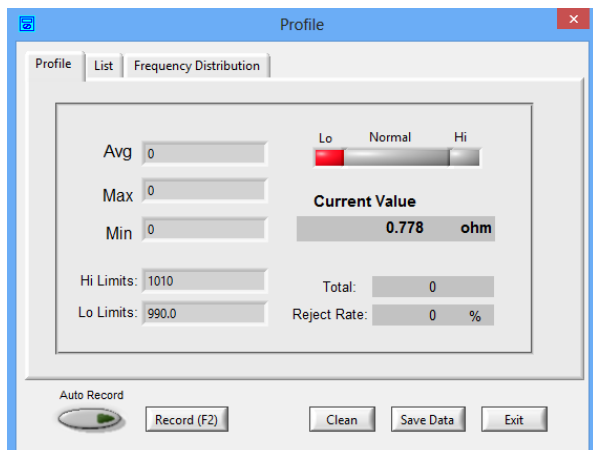 Profile
Profile List Frequency Distribution
Lo Normal Hi
Avg 0
Max 0
Current Value
Min 0
0.778 ohm
Hi Limits: 1010
Total: 0
Lo Limits: 990.0
Reject Rate: 0 %
Auto Record
Record (F2) Clean Save Data Exit